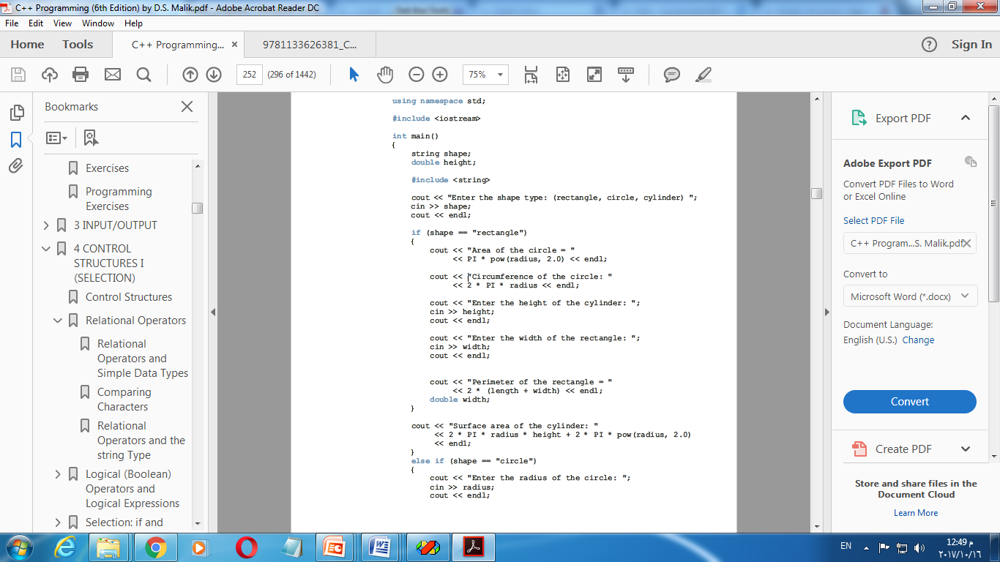 C++ Programming (6th Edition) by D.S. Malik.pdf - Adobe Acrobat Reader DC
File Edit View Window Help
Home Tools C++ Programming... × 9781133626381_C... Sign In
252 (296 of 1442) 75%
Bookmarks
Exercises
Programming
Exercises
3 INPUT/OUTPUT
4 CONTROL
STRUCTURES I
(SELECTION)
Control Structures
Relational Operators
Relational
Operators and
Simple Data Types
Comparing
Characters
Relational
Operators and the
string Type
Logical (Boolean)
Operators and
Logical Expressions
Selection: if and
using namespace std;
#include <iostream>
int main()
{
string shape;
double height;
#include <string>
cout << "Enter the shape type: (rectangle, circle, cylinder) ";
cin >> shape;
cout << endl;
if (shape == "rectangle")
{
cout << "Area of the circle = "
<< PI * pow(radius, 2.0) << endl;
cout << "Circumference of the circle: "
<< 2 * PI * radius << endl;
cout << "Enter the height of the cylinder: ";
cin >> height;
cout << endl;
cout << "Enter the width of the rectangle: ";
cin >> width;
cout << endl;
cout << "Perimeter of the rectangle = "
<< 2 * (length + width) << endl;
double width;
}
cout << "Surface area of the cylinder: "
<< 2 * PI * radius * height + 2 * PI * pow(radius, 2.0)
<< endl;
}
else if (shape == "circle")
{
cout << "Enter the radius of the circle: ";
cin >> radius;
cout << endl;
Export PDF
Adobe Export PDF
Convert PDF Files to Word
or Excel Online
Select PDF File
C++ Program...S. Malik.pdf
Convert to
Microsoft Word (*.docx)
Document Language:
English (U.S.) Change
Convert
Create PDF
Store and share files in the
Document Cloud
Learn More
EN
12:49 م
٢٠١٧/١٠/١٦